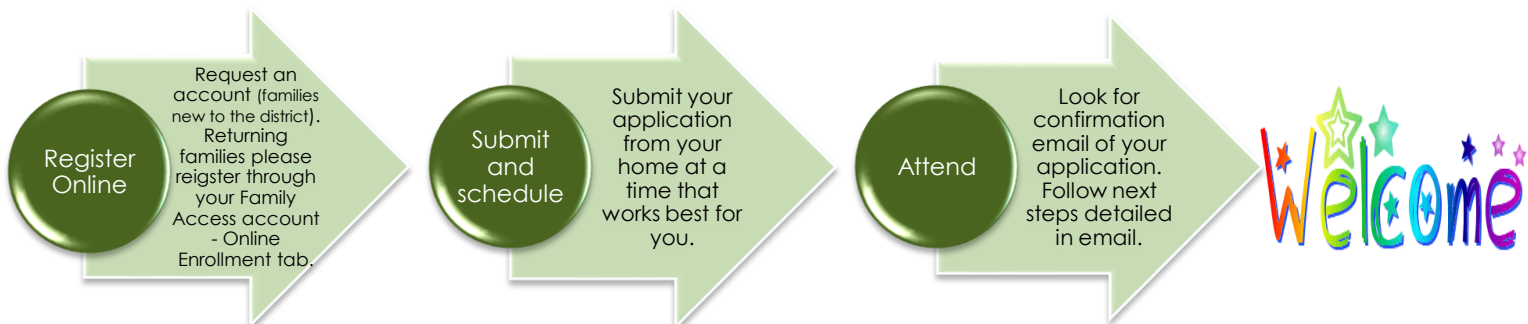 Register
Online
Request an
account (families
new to the district).
Returning
families please
reigster through
your Family
Access account
- Online
Enrollment tab.
Submit
and
schedule
Submit your
application
from your
home at a
time that
works best for
you.
Attend
Look for
confirmation
email of your
application.
Follow next
steps detailed
in email.
Welcome